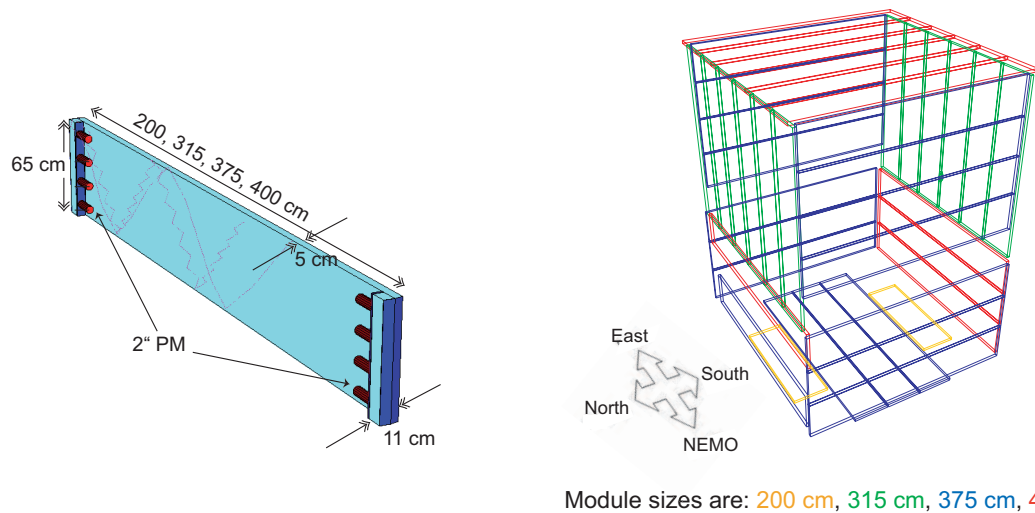 200, 315, 375, 400 cm
65 cm
5 cm
2“ PM
11 cm
East
South
North
NEMO
Module sizes are: 200 cm, 315 cm, 375 cm, 4